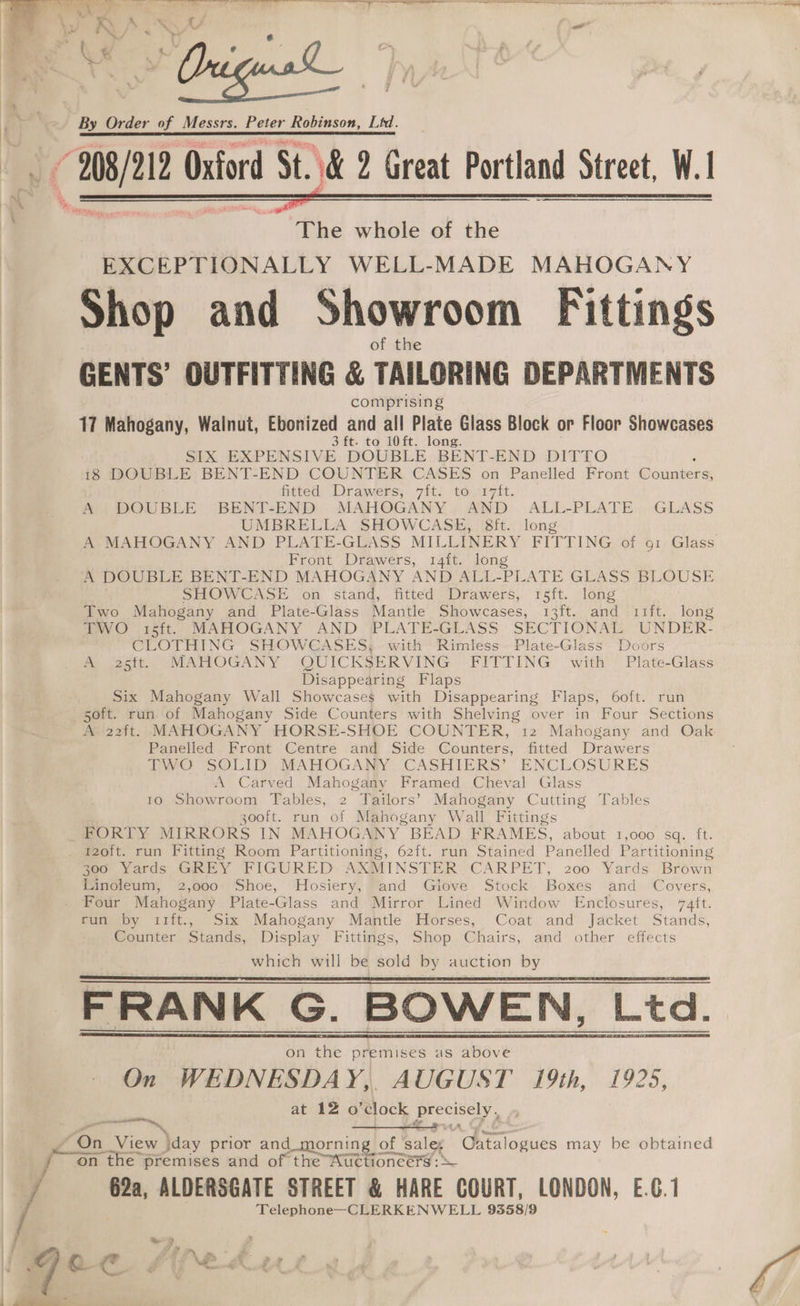 Original
By Order of Messrs. Peter Robinson, Ltd.
208/212 Oxford St. & 2 Great Portland Street, W.1
The whole of the
EXCEPTIONALLY WELL-MADE MAHOGANY
Shop and Showroom Fittings
of the
GENTS' OUTFITTING & TAILORING DEPARTMENTS
comprising
17 Mahogany, Walnut, Ebonized and all Plate Glass Block or Floor Showcases
3 ft. to 10ft. long.
SIX EXPENSIVE DOUBLE BENT-END DITTO
18 DOUBLE BENT-END COUNTER CASES on Panelled Front Counters,
fitted Drawers, 7ft. to 17ft.
A DOUBLE BENT-END MAHOGANY AND ALL-PLATE GLASS
UMBRELLA SHOWCASE, 8ft. long
A MAHOGANY AND PLATE-GLASS MILLINERY FITTING of 91 Glass
Front Drawers, 14ft. long
A DOUBLE BENT-END MAHOGANY AND ALL-PLATE GLASS BLOUSE
SHOWCASE on stand, fitted Drawers, 15ft. long
Two Mahogany and Plate-Glass Mantle Showcases, 13ft. and 11ft. long
TWO 15ft. MAHOGANY AND PLATE-GLASS SECTIONAL UNDER-
CLOTHING SHOWCASES, with Rimless Plate-Glass Doors
A 25ft. MAHOGANY QUICKSERVING FITTING with Plate-Glass
Disappearing Flaps
Six Mahogany Wall Showcases with Disappearing Flaps, 60ft. run
50ft. run of Mahogany Side Counters with Shelving over in Four Sections
A 22ft. MAHOGANY HORSE-SHOE COUNTER, 12 Mahogany and Oak
Panelled Front Centre and Side Counters, fitted Drawers
TWO SOLID MAHOGANY CASHIERS' ENCLOSURES
A Carved Mahogany Framed Cheval Glass
10 Showroom Tables, 2 Tailors' Mahogany Cutting Tables
300ft. run of Mahogany Wall Fittings
FORTY MIRRORS IN MAHOGANY BEAD FRAMES, about 1,000 sq. ft.
120ft. run Fitting Room Partitioning, 62ft. run Stained Panelled Partitioning
300 Yards GREY FIGURED AXMINSTER CARPET, 200 Yards Brown
Linoleum, 2,000 Shoe, Hosiery, and Glove Stock Boxes and Covers,
Four Mahogany Plate-Glass and Mirror Lined Window Enclosures, 74ft.
run by 11ft., Six Mahogany Mantle Horses, Coat and Jacket Stands,
Counter Stands, Display Fittings, Shop Chairs, and other effects
which will be sold by auction by
FRANK G. BOWEN, Ltd.
on the premises as above
On WEDNESDAY, AUGUST 19th, 1925,
at 12 o'clock precisely.
On View day prior and morning of sale; Catalogues may be obtained
on the premises and of the Auctioneers:
62a, ALDERSGATE STREET & HARE COURT, LONDON, E.C.1
Telephone—CLERKENWELL 9358/9